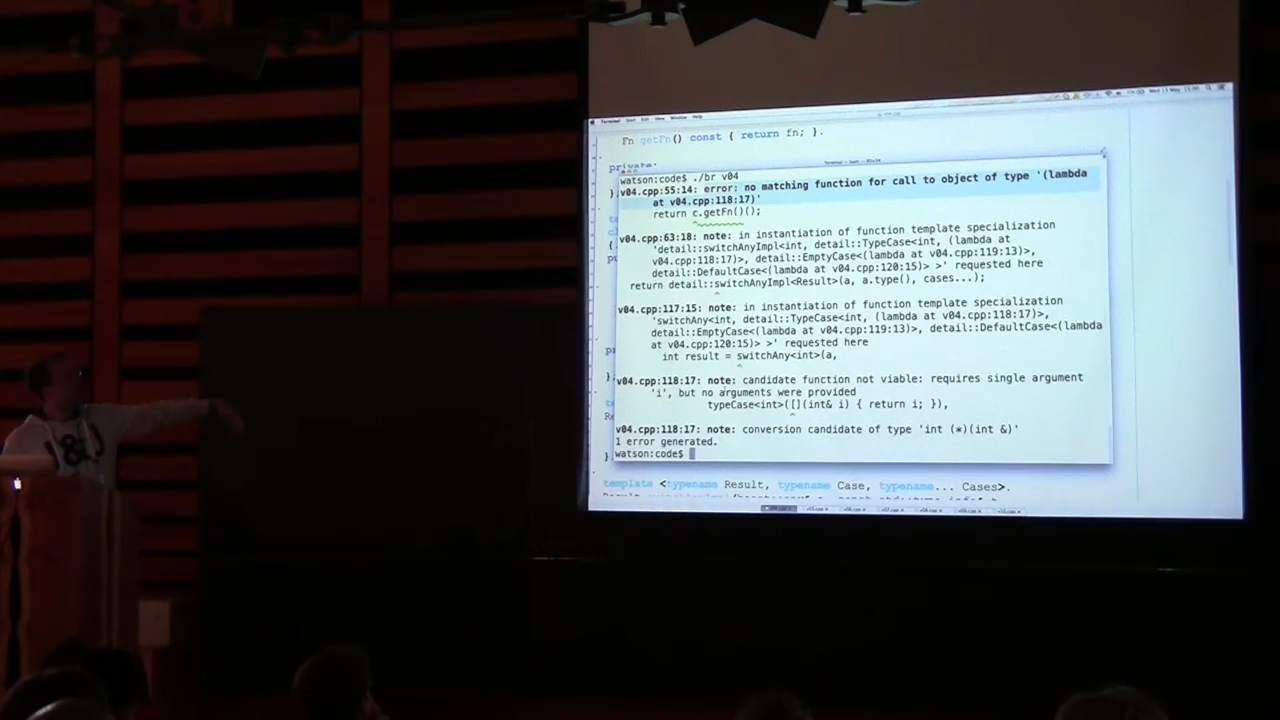 Terminal Shell Edit View Window Help
Fn getFn() const { return fn; }.
private:
watson:code$ ./br v04
v04.cpp:55:14: error: no matching function for call to object of type '(lambda
at v04.cpp:118:17)'
return c.getFn()();
^~~~~~~~~
v04.cpp:63:18: note: in instantiation of function template specialization
'detail::switchAnyImpl<int, detail::TypeCase<int, (lambda at
v04.cpp:118:17)>, detail::EmptyCase<(lambda at v04.cpp:119:13)>,
detail::DefaultCase<(lambda at v04.cpp:120:15)> >' requested here
return detail::switchAnyImpl<Result>(a, a.type(), cases...);
^
v04.cpp:117:15: note: in instantiation of function template specialization
'switchAny<int, detail::TypeCase<int, (lambda at v04.cpp:118:17)>,
detail::EmptyCase<(lambda at v04.cpp:119:13)>, detail::DefaultCase<(lambda
at v04.cpp:120:15)> >' requested here
int result = switchAny<int>(a,
^
v04.cpp:118:17: note: candidate function not viable: requires single argument
'i', but no arguments were provided
typeCase<int>([](int& i) { return i; }),
^
v04.cpp:118:17: note: conversion candidate of type 'int (*)(int &)'
1 error generated.
watson:code$
template <typename Result, typename Case, typename... Cases>.